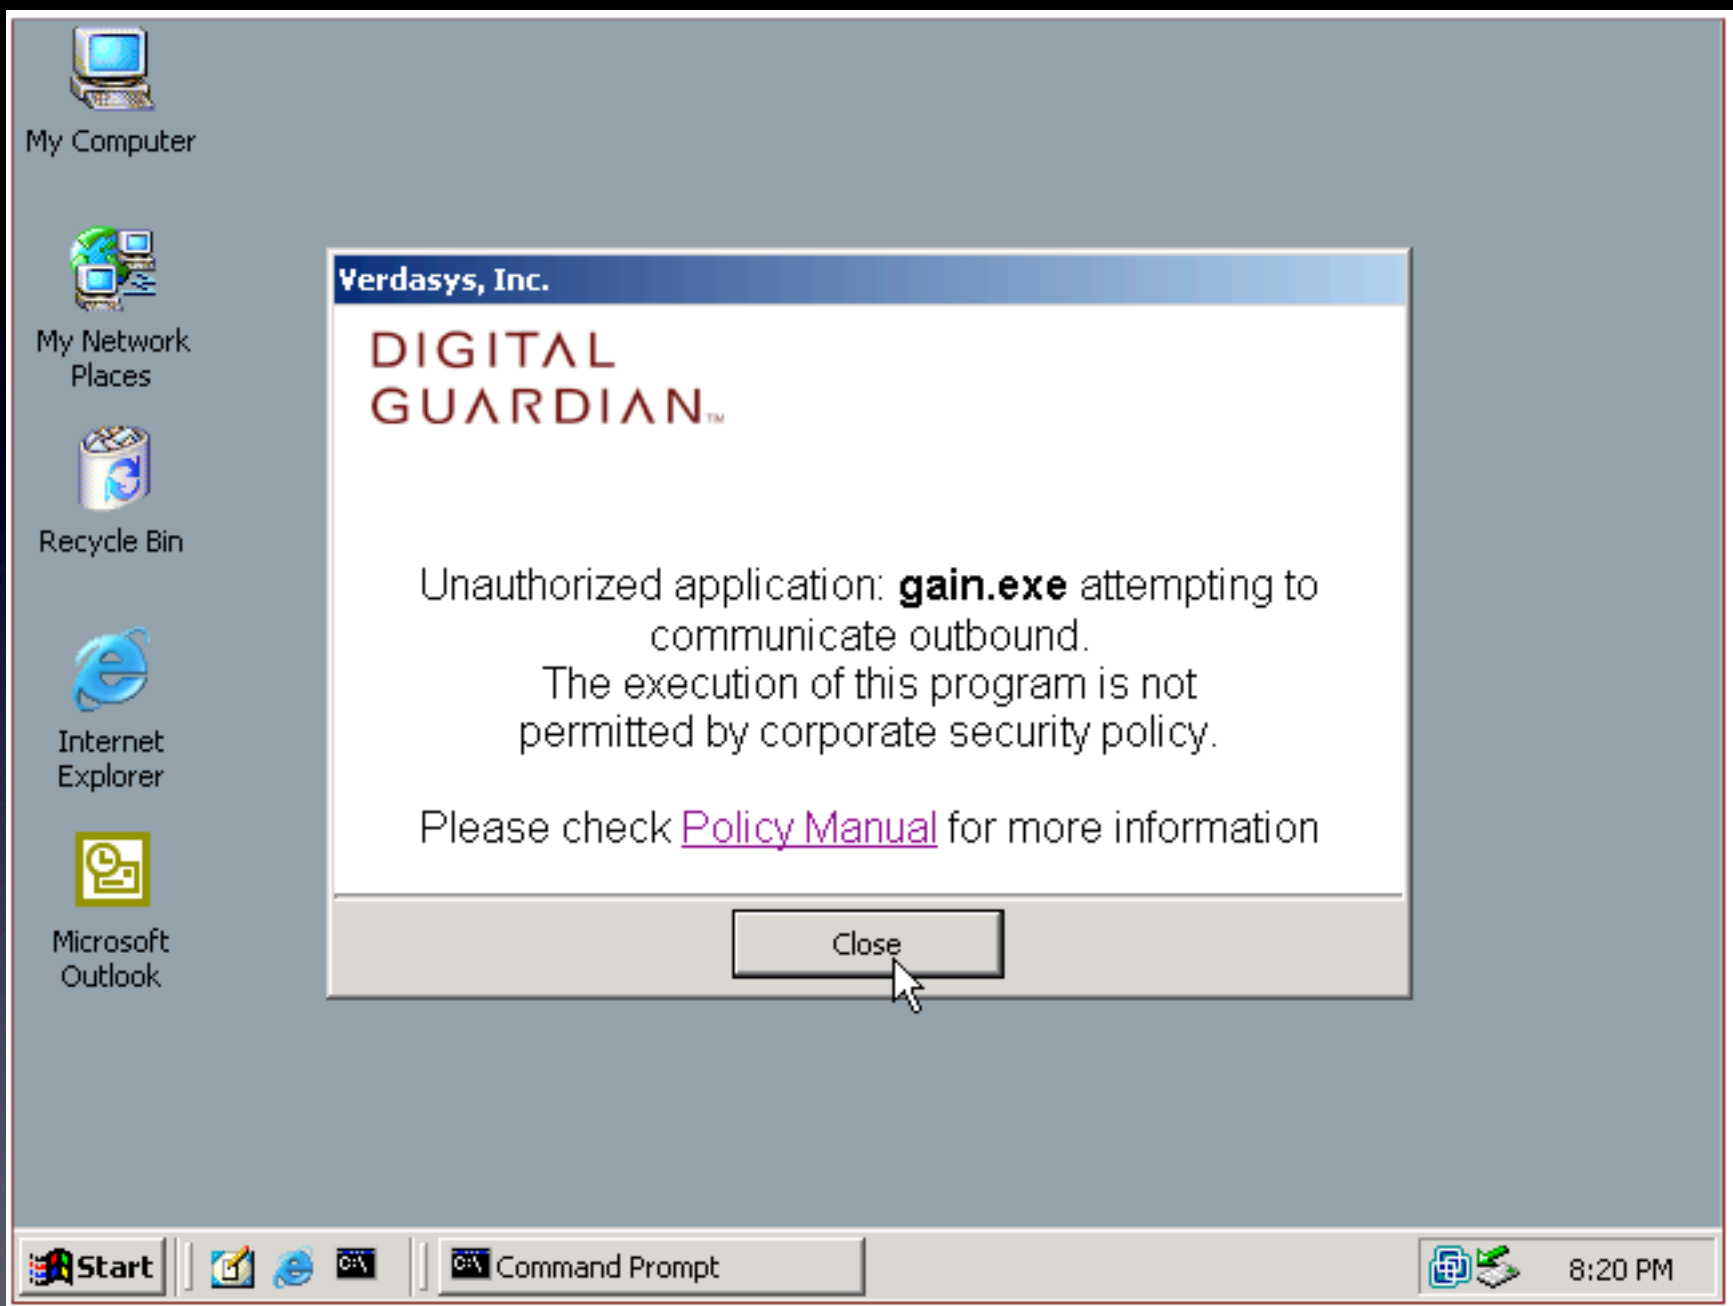 My Computer
My Network
Places
Recycle Bin
Internet
Explorer
Microsoft
Outlook
Verdasys, Inc.
DIGITAL
GUARDIAN™
Unauthorized application: gain.exe attempting to
communicate outbound.
The execution of this program is not
permitted by corporate security policy.
Please check Policy Manual for more information
Close
Start
C:\
C:\
Command Prompt
8:20 PM